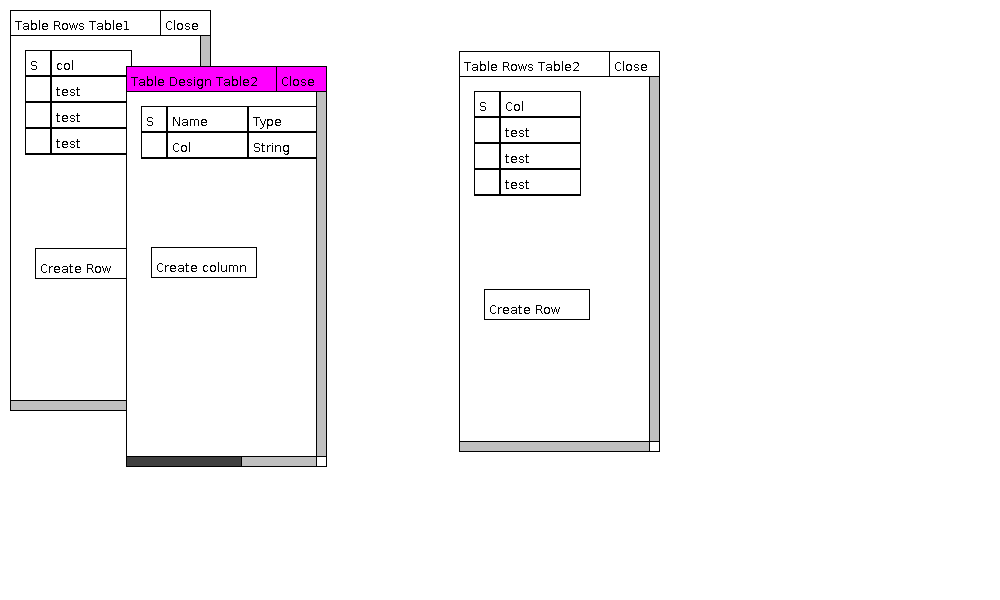 Table Rows Table1 Close
S col
test
test
test
Create Row
Table Design Table2 Close
S Name Type
Col String
Create column
Table Rows Table2 Close
S Col
test
test
test
Create Row